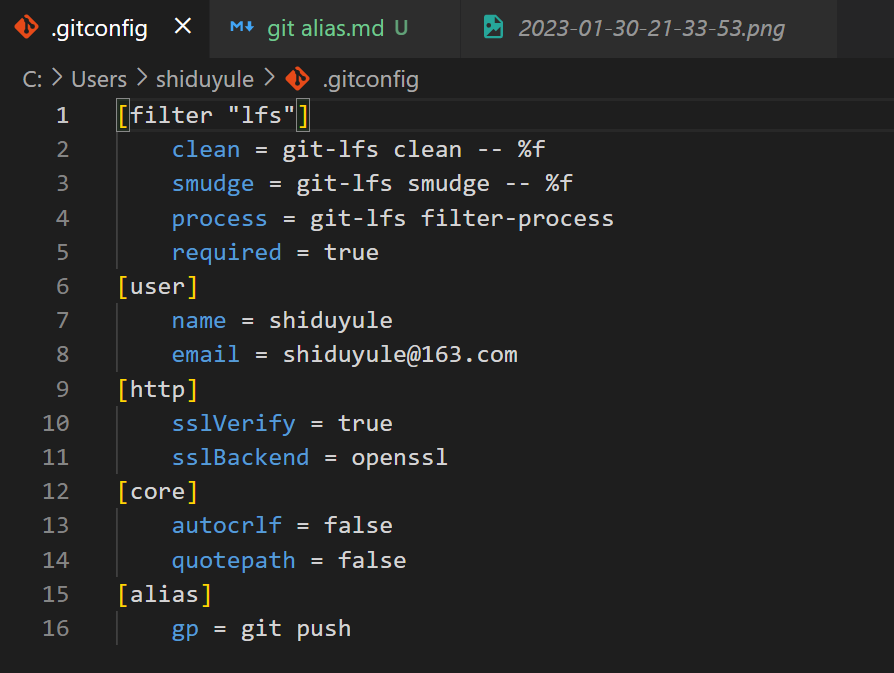 .gitconfig git alias.md U 2023-01-30-21-33-53.png
C: > Users > shiduyule > .gitconfig
1 [filter "lfs"]
2 clean = git-lfs clean -- %f
3 smudge = git-lfs smudge -- %f
4 process = git-lfs filter-process
5 required = true
6 [user]
7 name = shiduyule
8 email = shiduyule@163.com
9 [http]
10 sslVerify = true
11 sslBackend = openssl
12 [core]
13 autocrlf = false
14 quotepath = false
15 [alias]
16 gp = git push